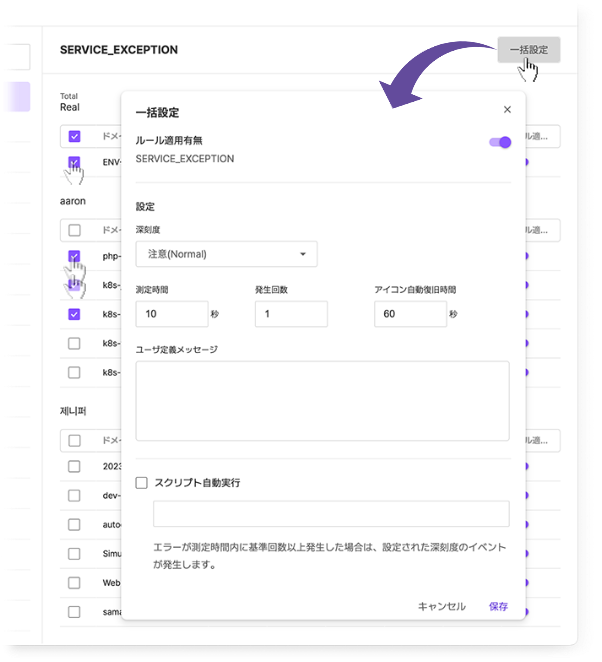 SERVICE_EXCEPTION
一括設定
Total
Real
ドメ
ル適...
ENV-
aaron
ドメ
ル適...
php-
k8s-
k8s-
k8s-
k8s-
제니퍼
ドメ
ル適...
2023
dev-
auto
Simu
Web
sama
一括設定
ルール適用有無
SERVICE_EXCEPTION
設定
深刻度
注意(Normal)
測定時間 発生回数 アイコン自動復旧時間
10 秒 1 60 秒
ユーザ定義メッセージ
スクリプト自動実行
エラーが測定時間内に基準回数以上発生した場合は、設定された深刻度のイベント
が発生します。
キャンセル 保存